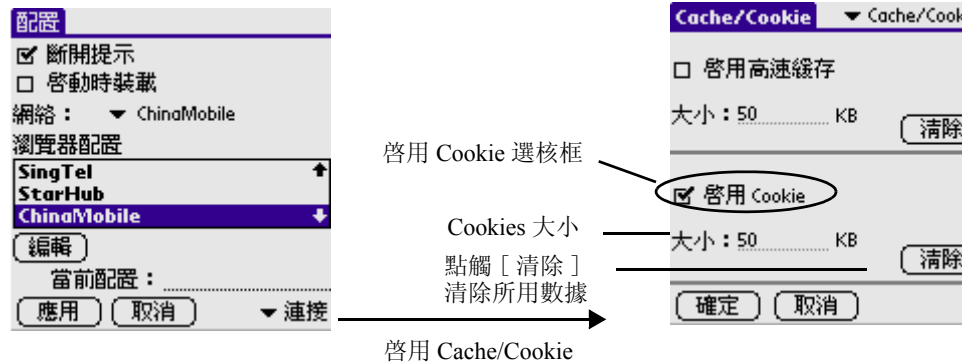 配置
斷開提示
啓動時裝載
網絡： ChinaMobile
瀏覽器配置
SingTel
StarHub
ChinaMobile
編輯
當前配置：
應用 取消 連接
啓用 Cookie 選核框
Cookies 大小
點觸［清除］
清除所用數據
啓用 Cache/Cookie
Cache/Cookie Cache/Cook
啓用高速緩存
大小：50 KB
清除
啓用 Cookie
大小：50 KB
清除
確定 取消